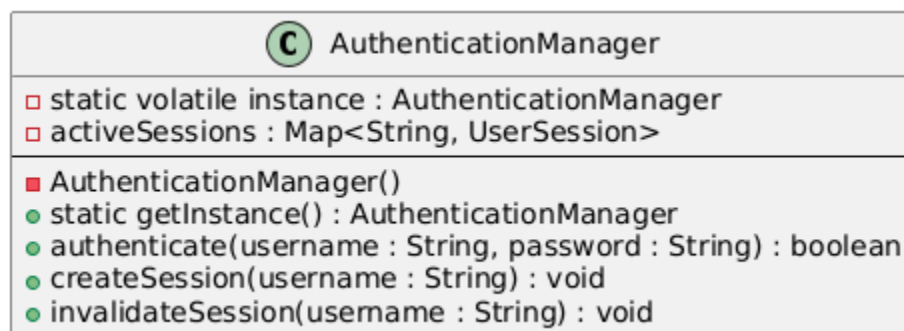 C AuthenticationManager
static volatile instance : AuthenticationManager
activeSessions : Map<String, UserSession>
AuthenticationManager()
static getInstance() : AuthenticationManager
authenticate(username : String, password : String) : boolean
createSession(username : String) : void
invalidateSession(username : String) : void